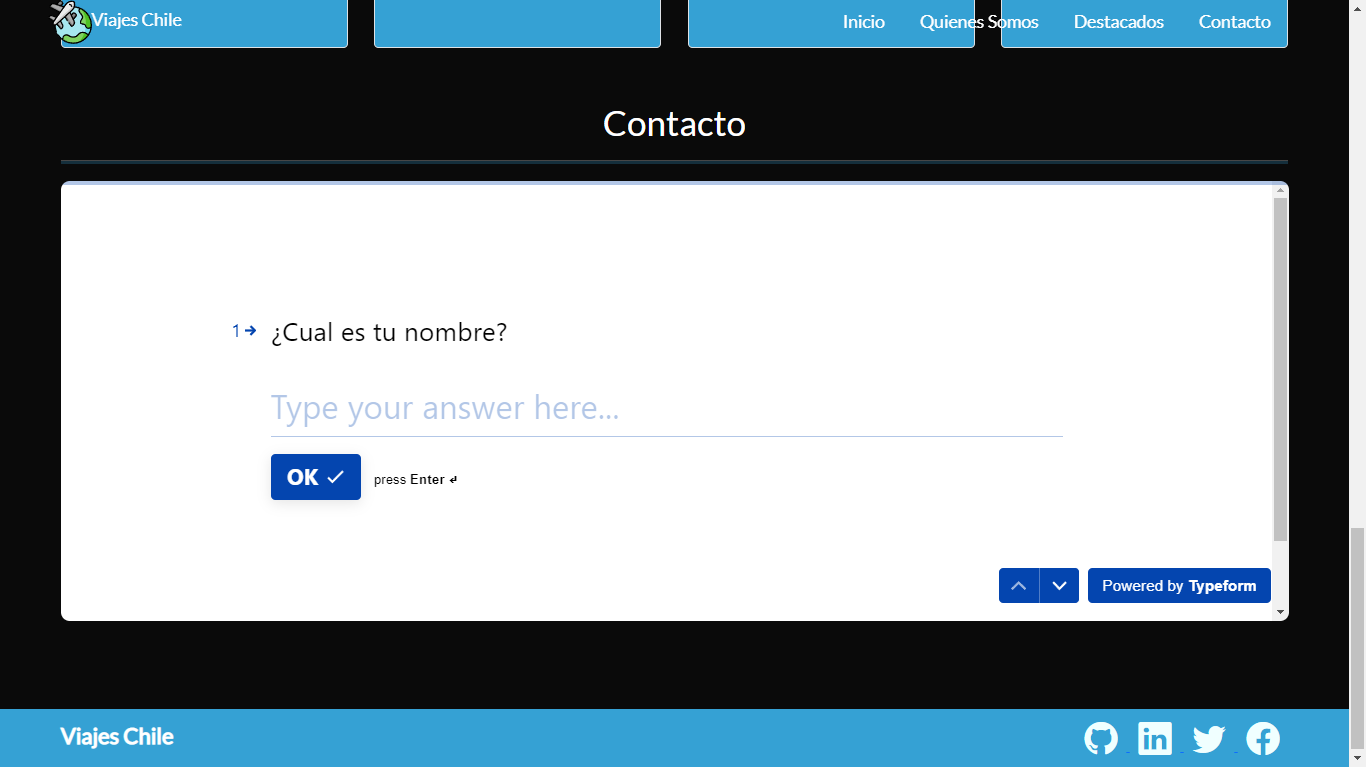 Viajes Chile
Inicio Quienes Somos Destacados Contacto
Contacto
1 ¿Cual es tu nombre?
Type your answer here...
OK press Enter ↵
Powered by Typeform
Viajes Chile